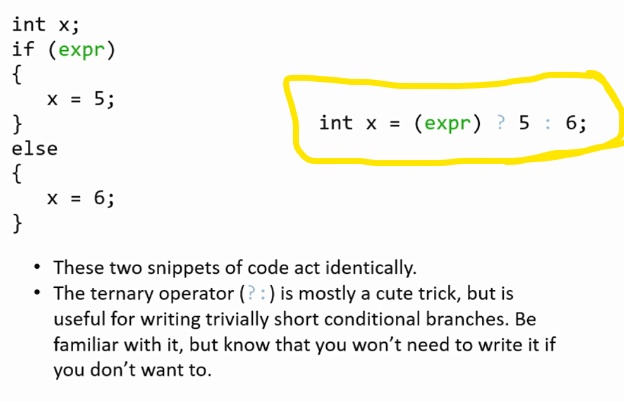 int x;
if (expr)
{
x = 5;
}
else
{
x = 6;
}
int x = (expr) ? 5 : 6;
• These two snippets of code act identically.
• The ternary operator (?:) is mostly a cute trick, but is
useful for writing trivially short conditional branches. Be
familiar with it, but know that you won’t need to write it if
you don’t want to.